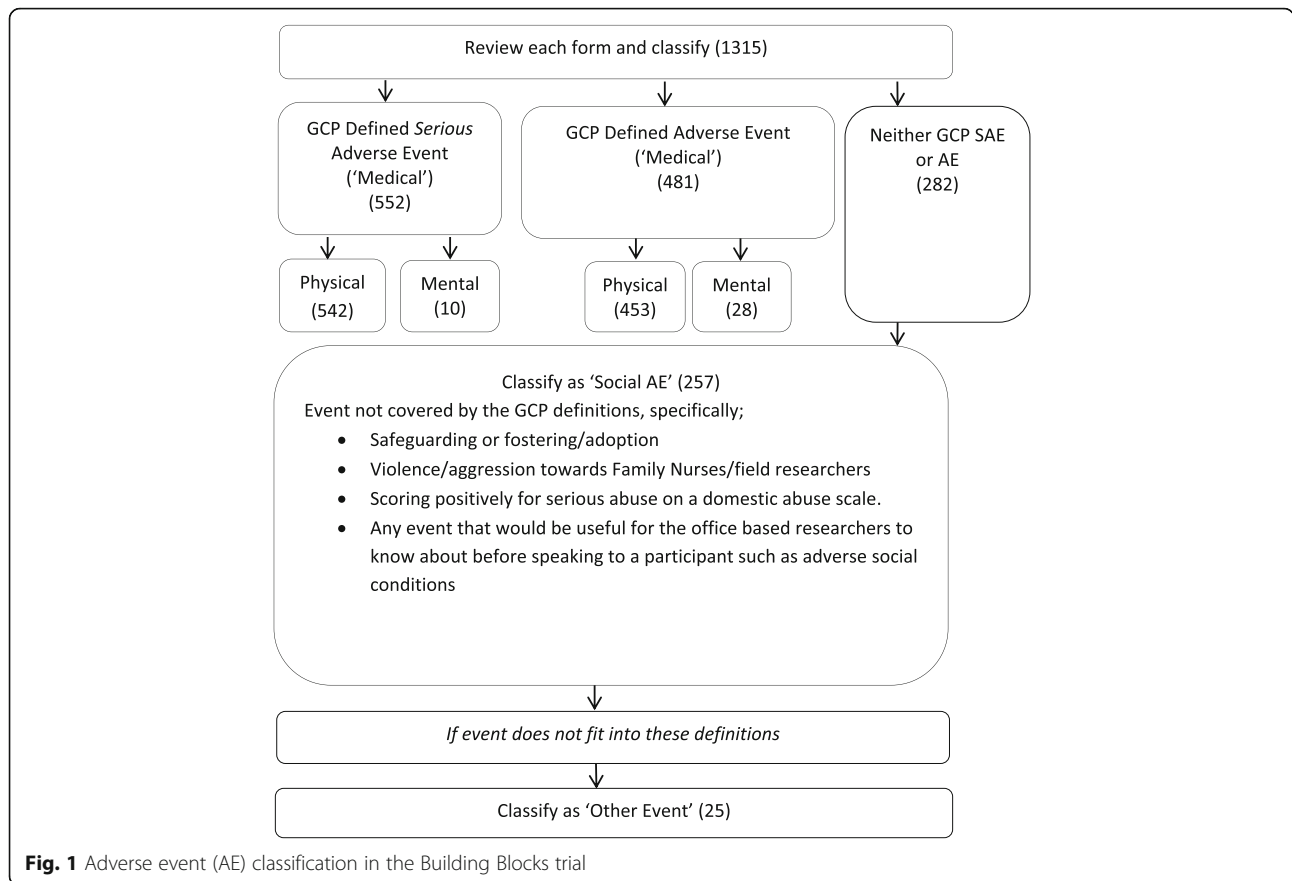 Review each form and classify (1315)
GCP Defined Serious
Adverse Event
('Medical')
(552)
GCP Defined Adverse Event
('Medical')
(481)
Neither GCP SAE
or AE
(282)
Physical
(542)
Mental
(10)
Physical
(453)
Mental
(28)
Classify as 'Social AE' (257)
Event not covered by the GCP definitions, specifically;
• Safeguarding or fostering/adoption
• Violence/aggression towards Family Nurses/field researchers
• Scoring positively for serious abuse on a domestic abuse scale.
• Any event that would be useful for the office based researchers to
know about before speaking to a participant such as adverse social
conditions
If event does not fit into these definitions
Classify as 'Other Event' (25)
Fig. 1 Adverse event (AE) classification in the Building Blocks trial